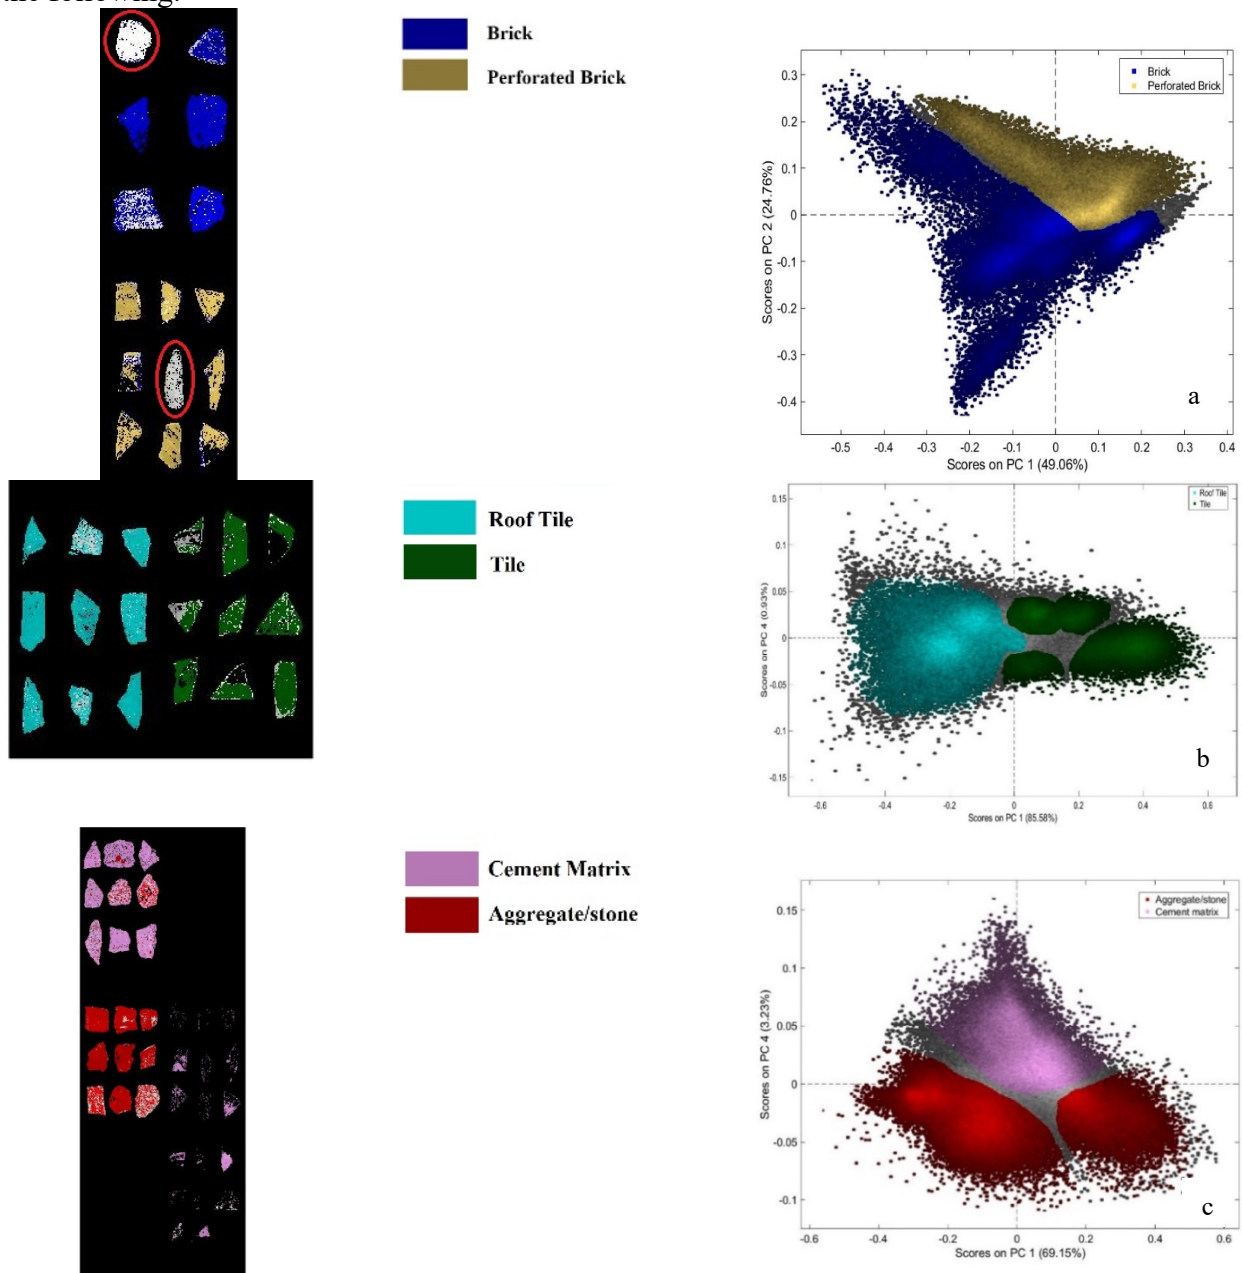 the following:
Brick
Perforated Brick
Brick
Perforated Brick
0.3
0.2
0.1
0
-0.1
-0.2
-0.3
-0.4
Scores on PC 2 (24.76%)
-0.5 -0.4 -0.3 -0.2 -0.1 0 0.1 0.2 0.3 0.4
Scores on PC 1 (49.06%)
a
Roof Tile
Tile
Roof Tile
Tile
0.15
0.1
0.05
0
-0.05
-0.1
-0.15
Scores on PC 4 (0.93%)
-0.6 -0.4 -0.2 0 0.2 0.4 0.6
Scores on PC 1 (85.58%)
b
Cement Matrix
Aggregate/stone
Aggregate/stone
Cement matrix
0.15
0.1
0.05
0
-0.05
-0.1
Scores on PC 4 (3.23%)
-0.6 -0.4 -0.2 0 0.2 0.4 0.6
Scores on PC 1 (69.15%)
c